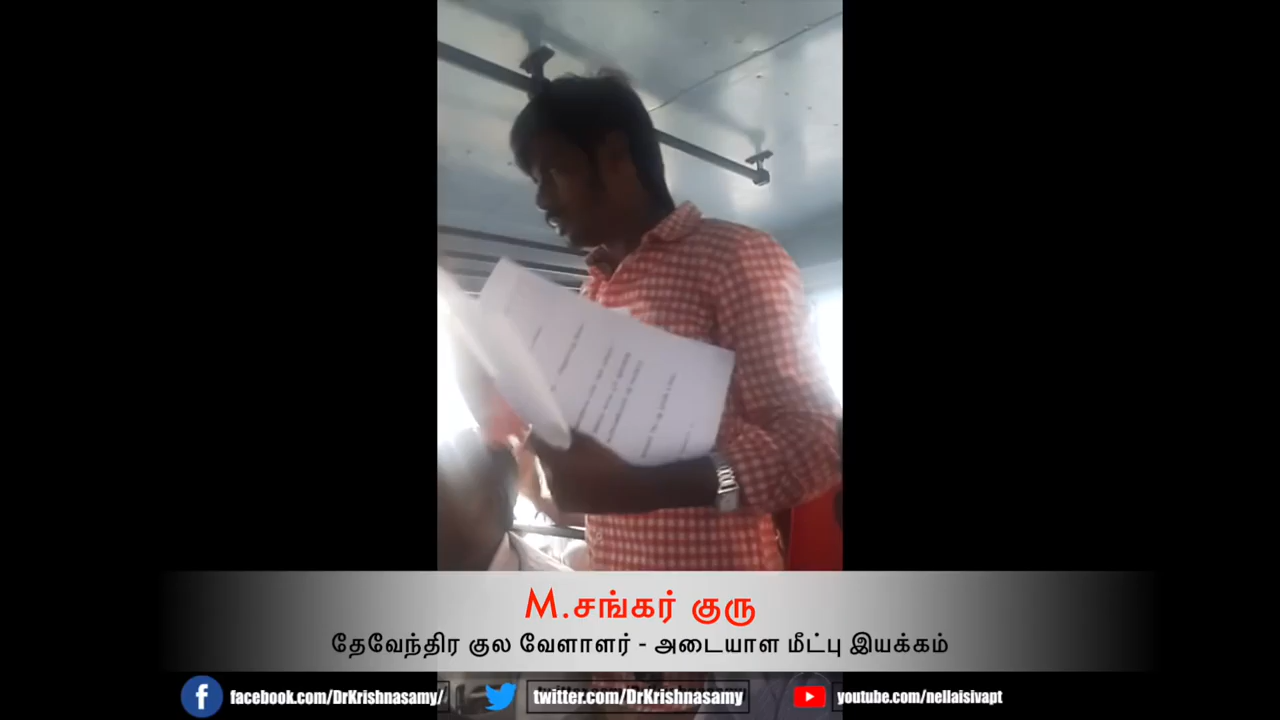 M.சங்கர் குரு
தேவேந்திர குல வேளாளர் - அடையாள மீட்பு இயக்கம்
facebook.com/DrKrishnasamy/ twitter.com/DrKrishnasamy youtube.com/nellaisivapt